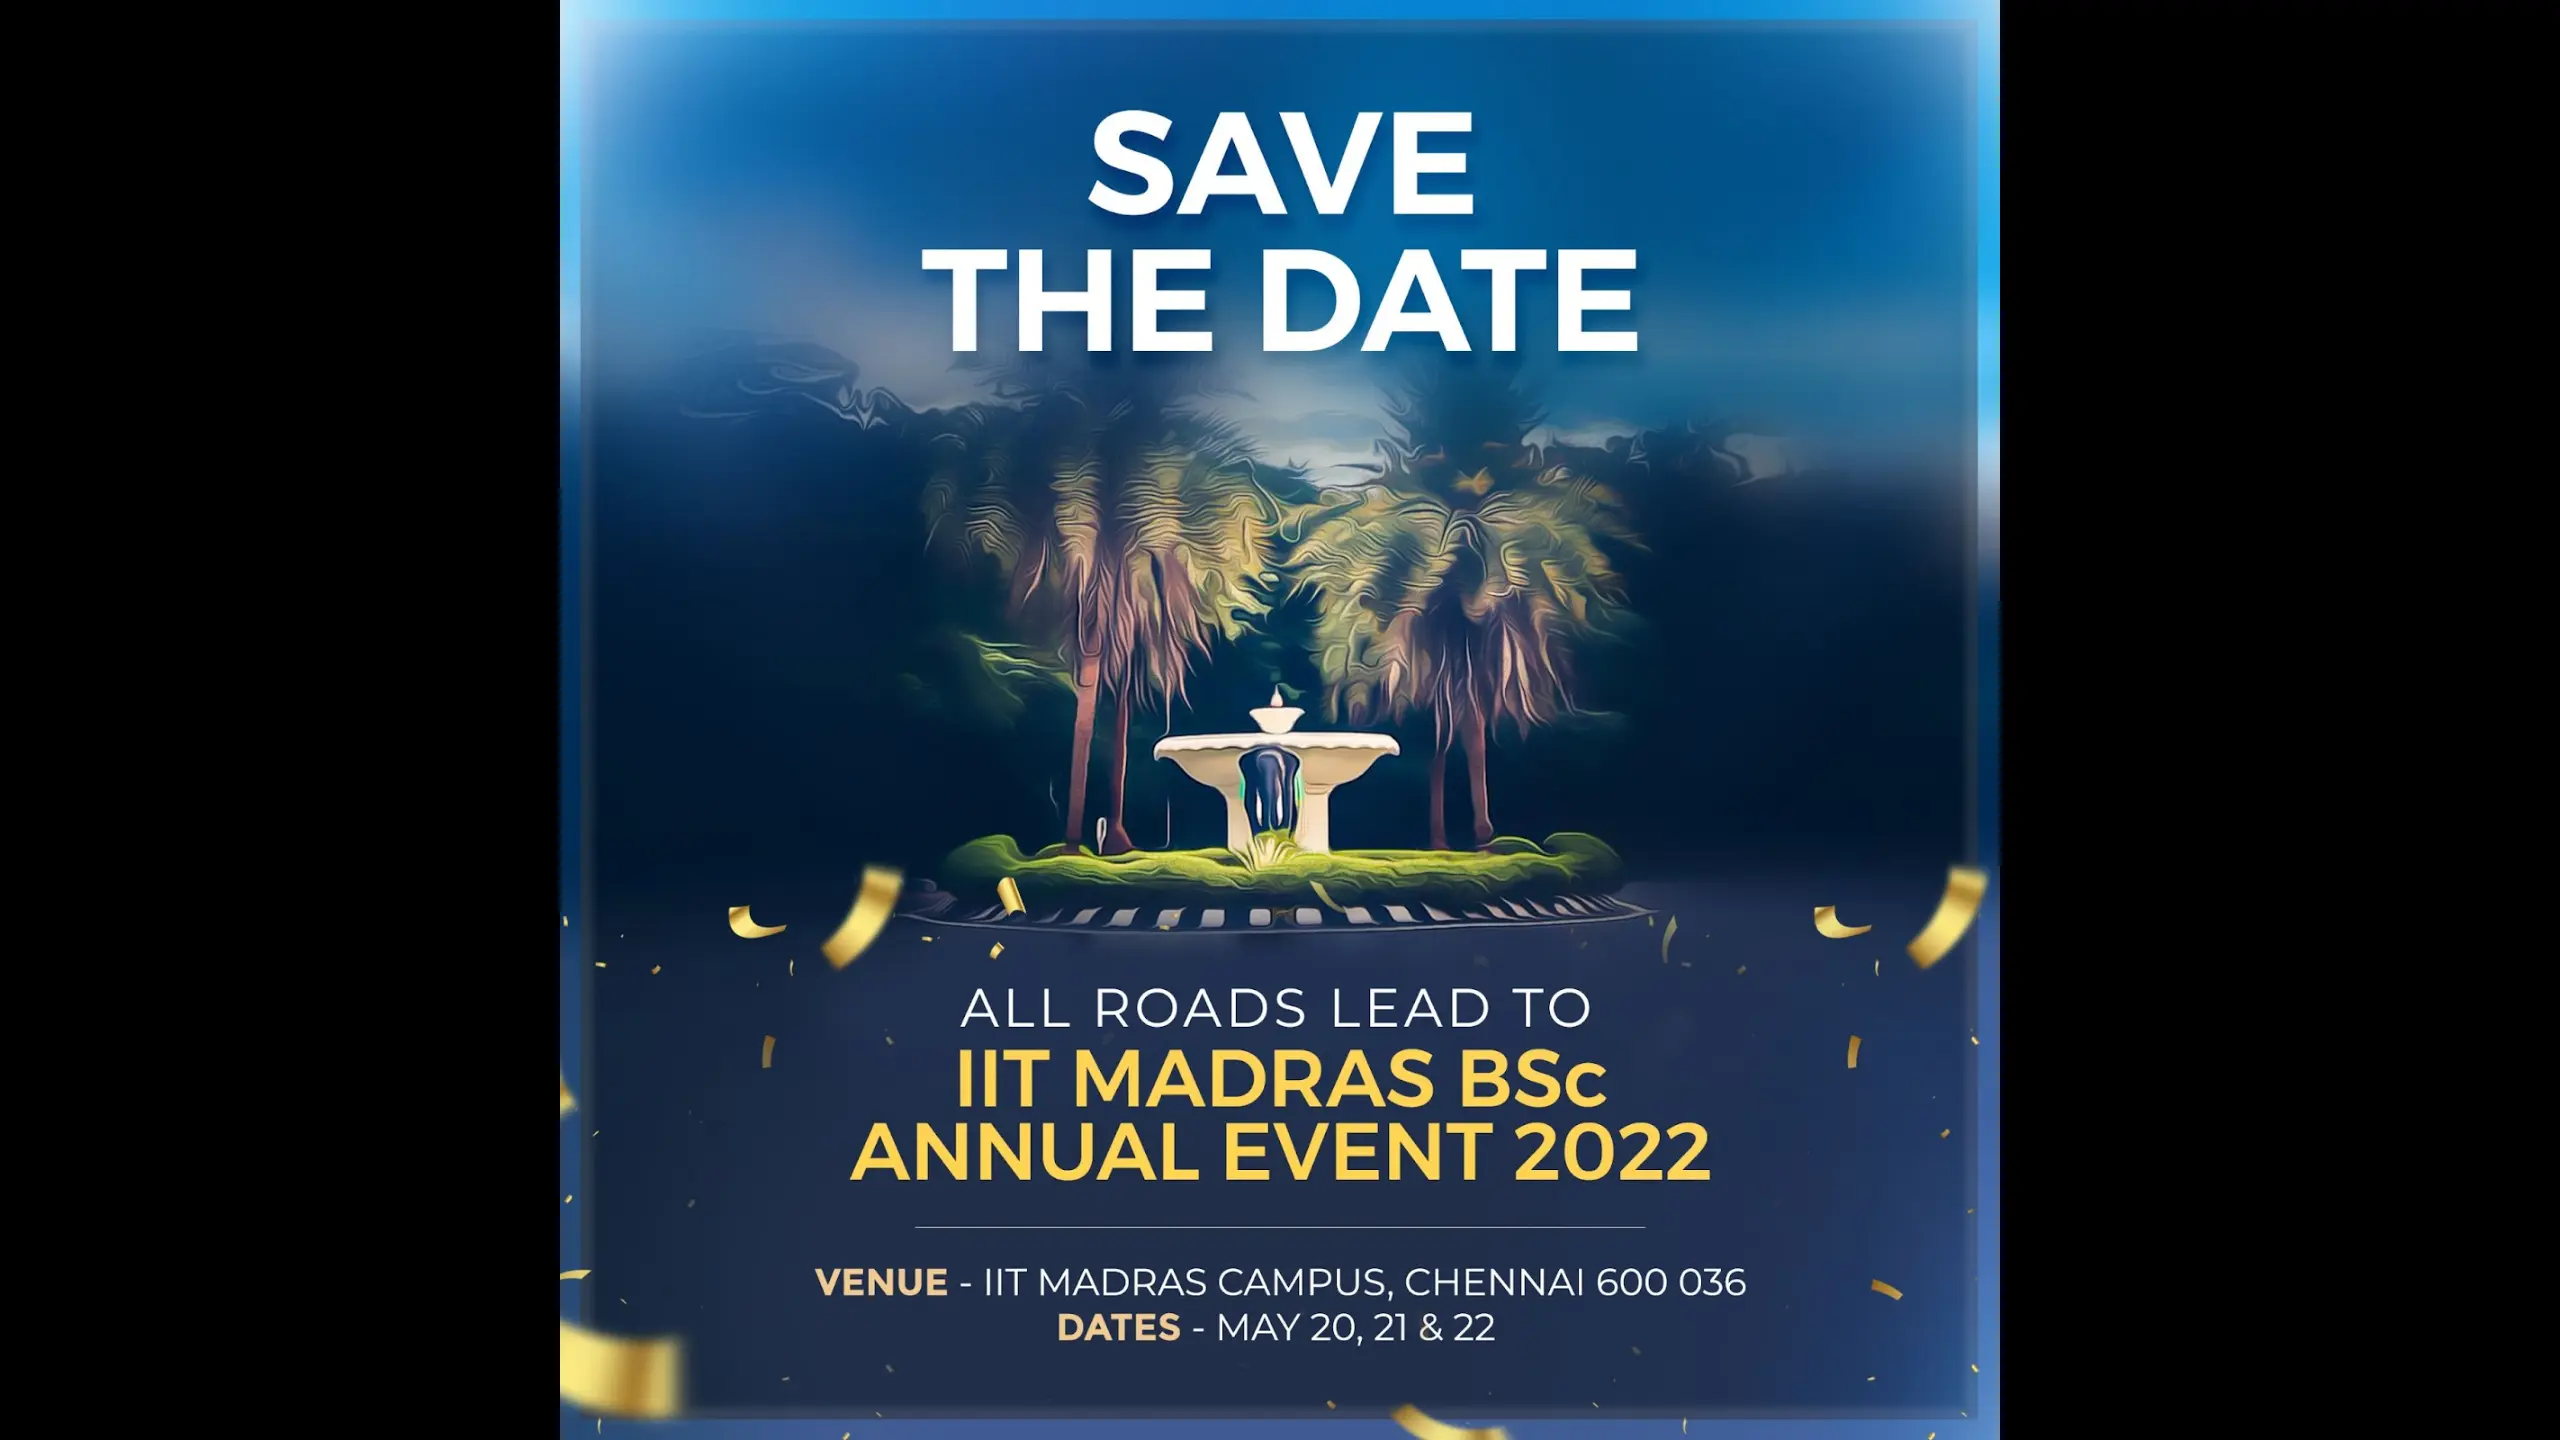 SAVE
THE DATE
ALL ROADS LEAD TO
IIT MADRAS BSc
ANNUAL EVENT 2022
VENUE - IIT MADRAS CAMPUS, CHENNAI 600 036
DATES - MAY 20, 21 & 22